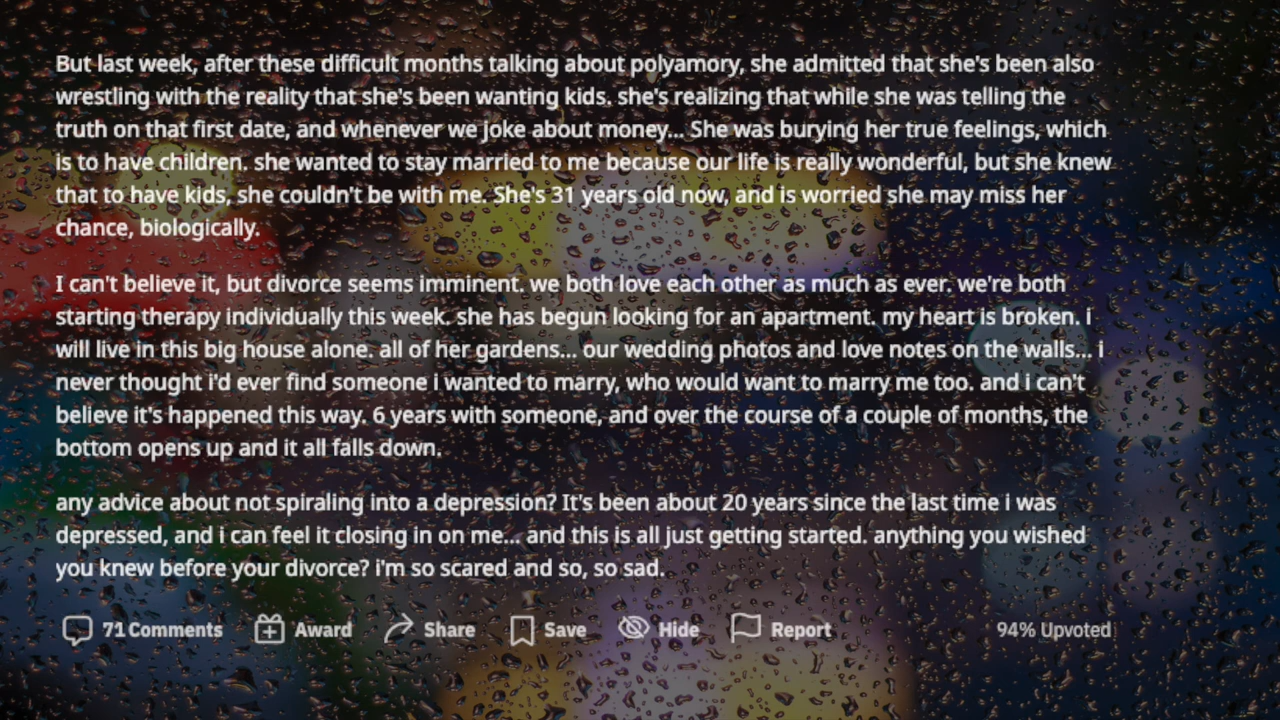 But last week, after these difficult months talking about polyamory, she admitted that she's been also
wrestling with the reality that she's been wanting kids. she's realizing that while she was telling the
truth on that first date, and whenever we joke about money... She was burying her true feelings, which
is to have children. she wanted to stay married to me because our life is really wonderful, but she knew
that to have kids, she couldn't be with me. She's 31 years old now, and is worried she may miss her
chance, biologically.
I can't believe it, but divorce seems imminent. we both love each other as much as ever. we're both
starting therapy individually this week. she has begun looking for an apartment. my heart is broken. i
will live in this big house alone. all of her gardens... our wedding photos and love notes on the walls... i
never thought i'd ever find someone i wanted to marry, who would want to marry me too. and i can't
believe it's happened this way. 6 years with someone, and over the course of a couple of months, the
bottom opens up and it all falls down.
any advice about not spiraling into a depression? It's been about 20 years since the last time i was
depressed, and i can feel it closing in on me... and this is all just getting started. anything you wished
you knew before your divorce? i'm so scared and so, so sad.
71 Comments Award Share Save Hide Report 94% Upvoted